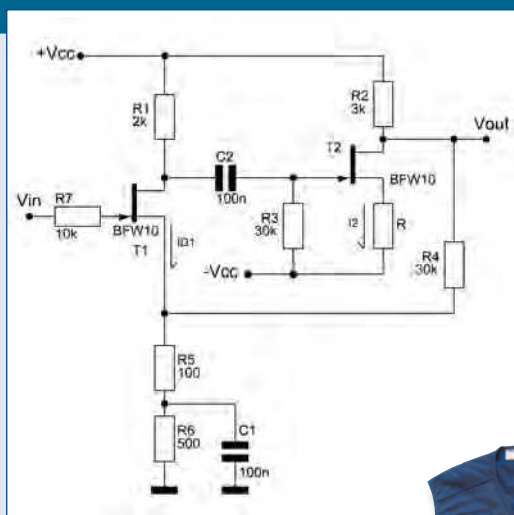 +Vcc
R1
2k
R2
3k
Vout
T2
C2
100n
BFW10
Vin
R7
10k
BFW10
T1
ID1
R3
30k
I2
R
R4
30k
-Vcc
R5
100
R6
500
C1
100n